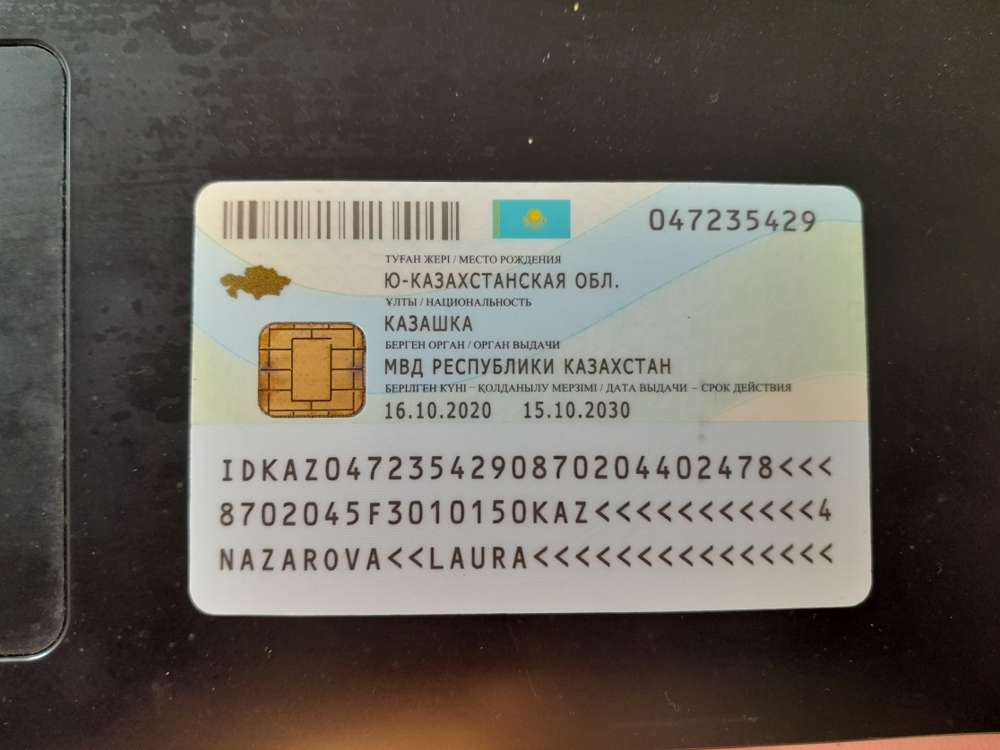 047235429
ТУҒАН ЖЕРІ / МЕСТО РОЖДЕНИЯ
Ю-КАЗАХСТАНСКАЯ ОБЛ.
ҰЛТЫ / НАЦИОНАЛЬНОСТЬ
КАЗАШКА
БЕРГЕН ОРГАН / ОРГАН ВЫДАЧИ
МВД РЕСПУБЛИКИ КАЗАХСТАН
БЕРІЛГЕН КҮНІ – ҚОЛДАНЫЛУ МЕРЗІМІ / ДАТА ВЫДАЧИ – СРОК ДЕЙСТВИЯ
16.10.2020 15.10.2030
IDKAZ0472354290870204402478<<<
8702045F3010150KAZ<<<<<<<<<<<4
NAZAROVA<<LAURA<<<<<<<<<<<<<<<